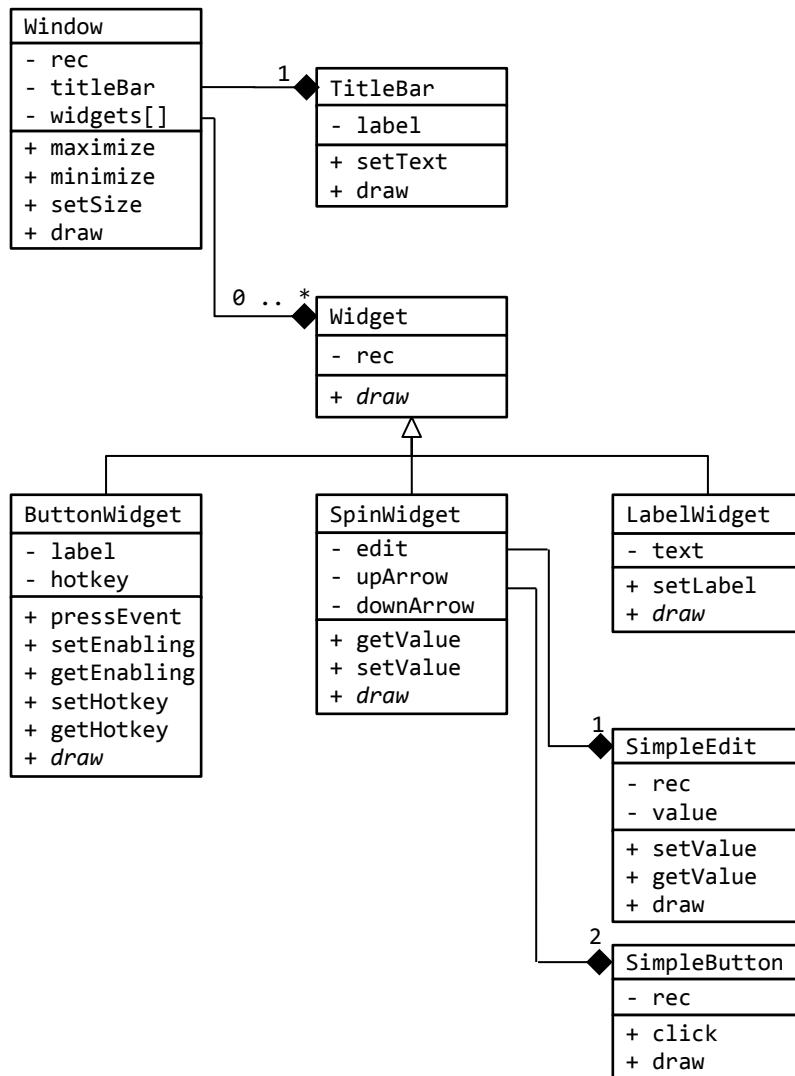 Window
- rec
- titleBar
- widgets[]
+ maximize
+ minimize
+ setSize
+ draw
1
TitleBar
- label
+ setText
+ draw
0 .. *
Widget
- rec
+ draw
ButtonWidget
- label
- hotkey
+ pressEvent
+ setEnabling
+ getEnabling
+ setHotkey
+ getHotkey
+ draw
SpinWidget
- edit
- upArrow
- downArrow
+ getValue
+ setValue
+ draw
LabelWidget
- text
+ setLabel
+ draw
1
SimpleEdit
- rec
- value
+ setValue
+ getValue
+ draw
2
SimpleButton
- rec
+ click
+ draw